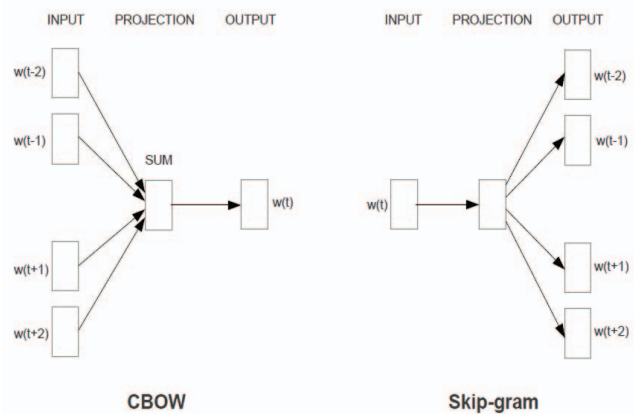 INPUT PROJECTION OUTPUT
w(t-2)
w(t-1)
SUM
w(t)
w(t+1)
w(t+2)
CBOW
INPUT PROJECTION OUTPUT
w(t-2)
w(t-1)
w(t)
w(t+1)
w(t+2)
Skip-gram